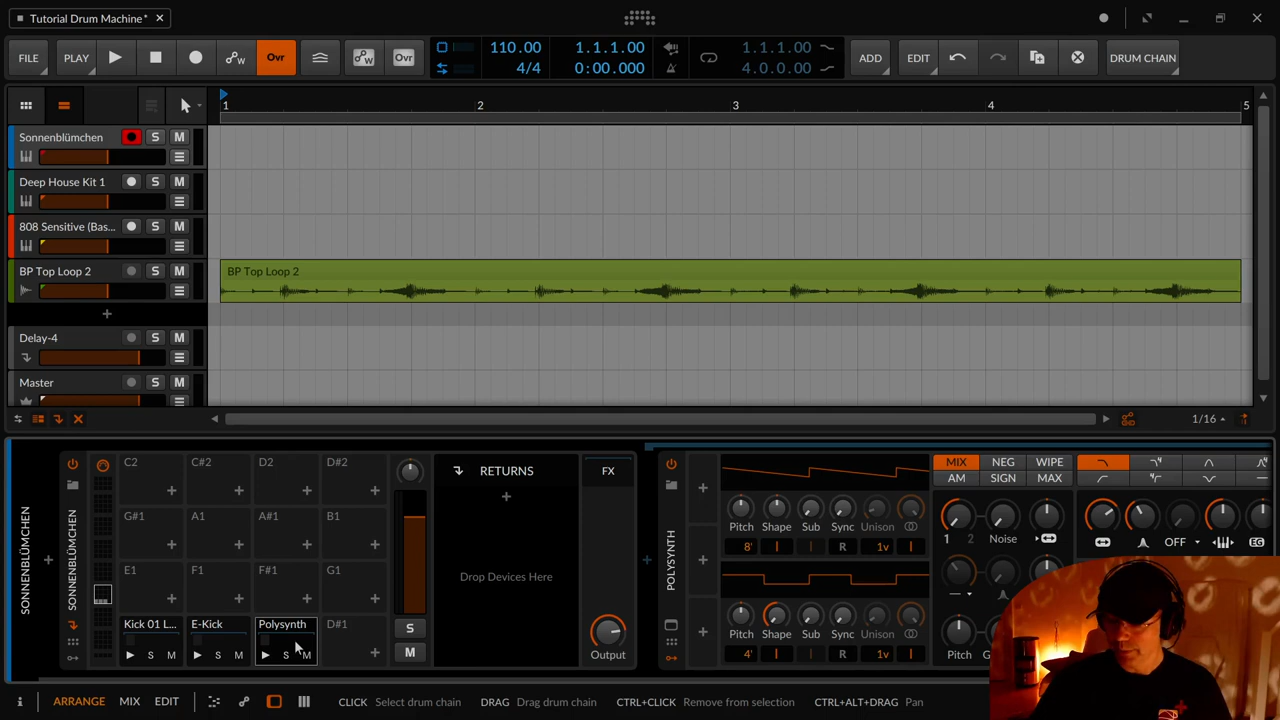 Tutorial Drum Machine*
FILE
PLAY
Ovr
Ovr
110.00
4/4
1.1.1.00
0:00.000
1.1.1.00
4.0.0.00
ADD
EDIT
DRUM CHAIN
1
2
3
4
5
Sonnenblümchen
S
M
Deep House Kit 1
S
M
808 Sensitive (Bas...
S
M
BP Top Loop 2
S
M
BP Top Loop 2
Delay-4
S
M
Master
S
M
1/16
SONNENBLÜMCHEN
SONNENBLÜMCHEN
C2
C#2
D2
D#2
G#1
A1
A#1
B1
E1
F1
F#1
G1
Kick 01 L...
E-Kick
Polysynth
D#1
S
M
S
M
S
M
S
M
RETURNS
Drop Devices Here
FX
Output
POLYSYNTH
Pitch
Shape
Sub
Sync
Unison
8'
R
1v
Pitch
Shape
Sub
Sync
Unison
4'
R
1v
MIX
NEG
WIPE
AM
SIGN
MAX
1
2
Noise
Pitch
OFF
EG
ARRANGE
MIX
EDIT
CLICK
Select drum chain
DRAG
Drag drum chain
CTRL+CLICK
Remove from selection
CTRL+ALT+DRAG
Pan